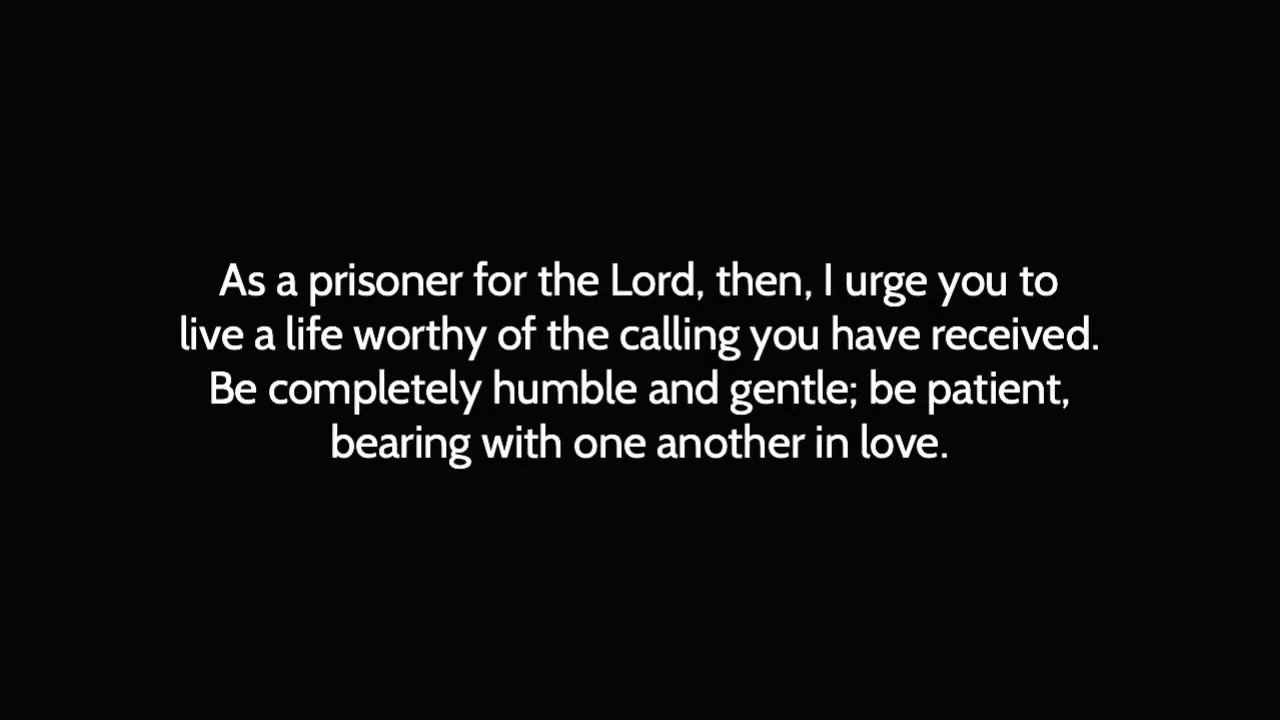 As a prisoner for the Lord, then, I urge you to
live a life worthy of the calling you have received.
Be completely humble and gentle; be patient,
bearing with one another in love.